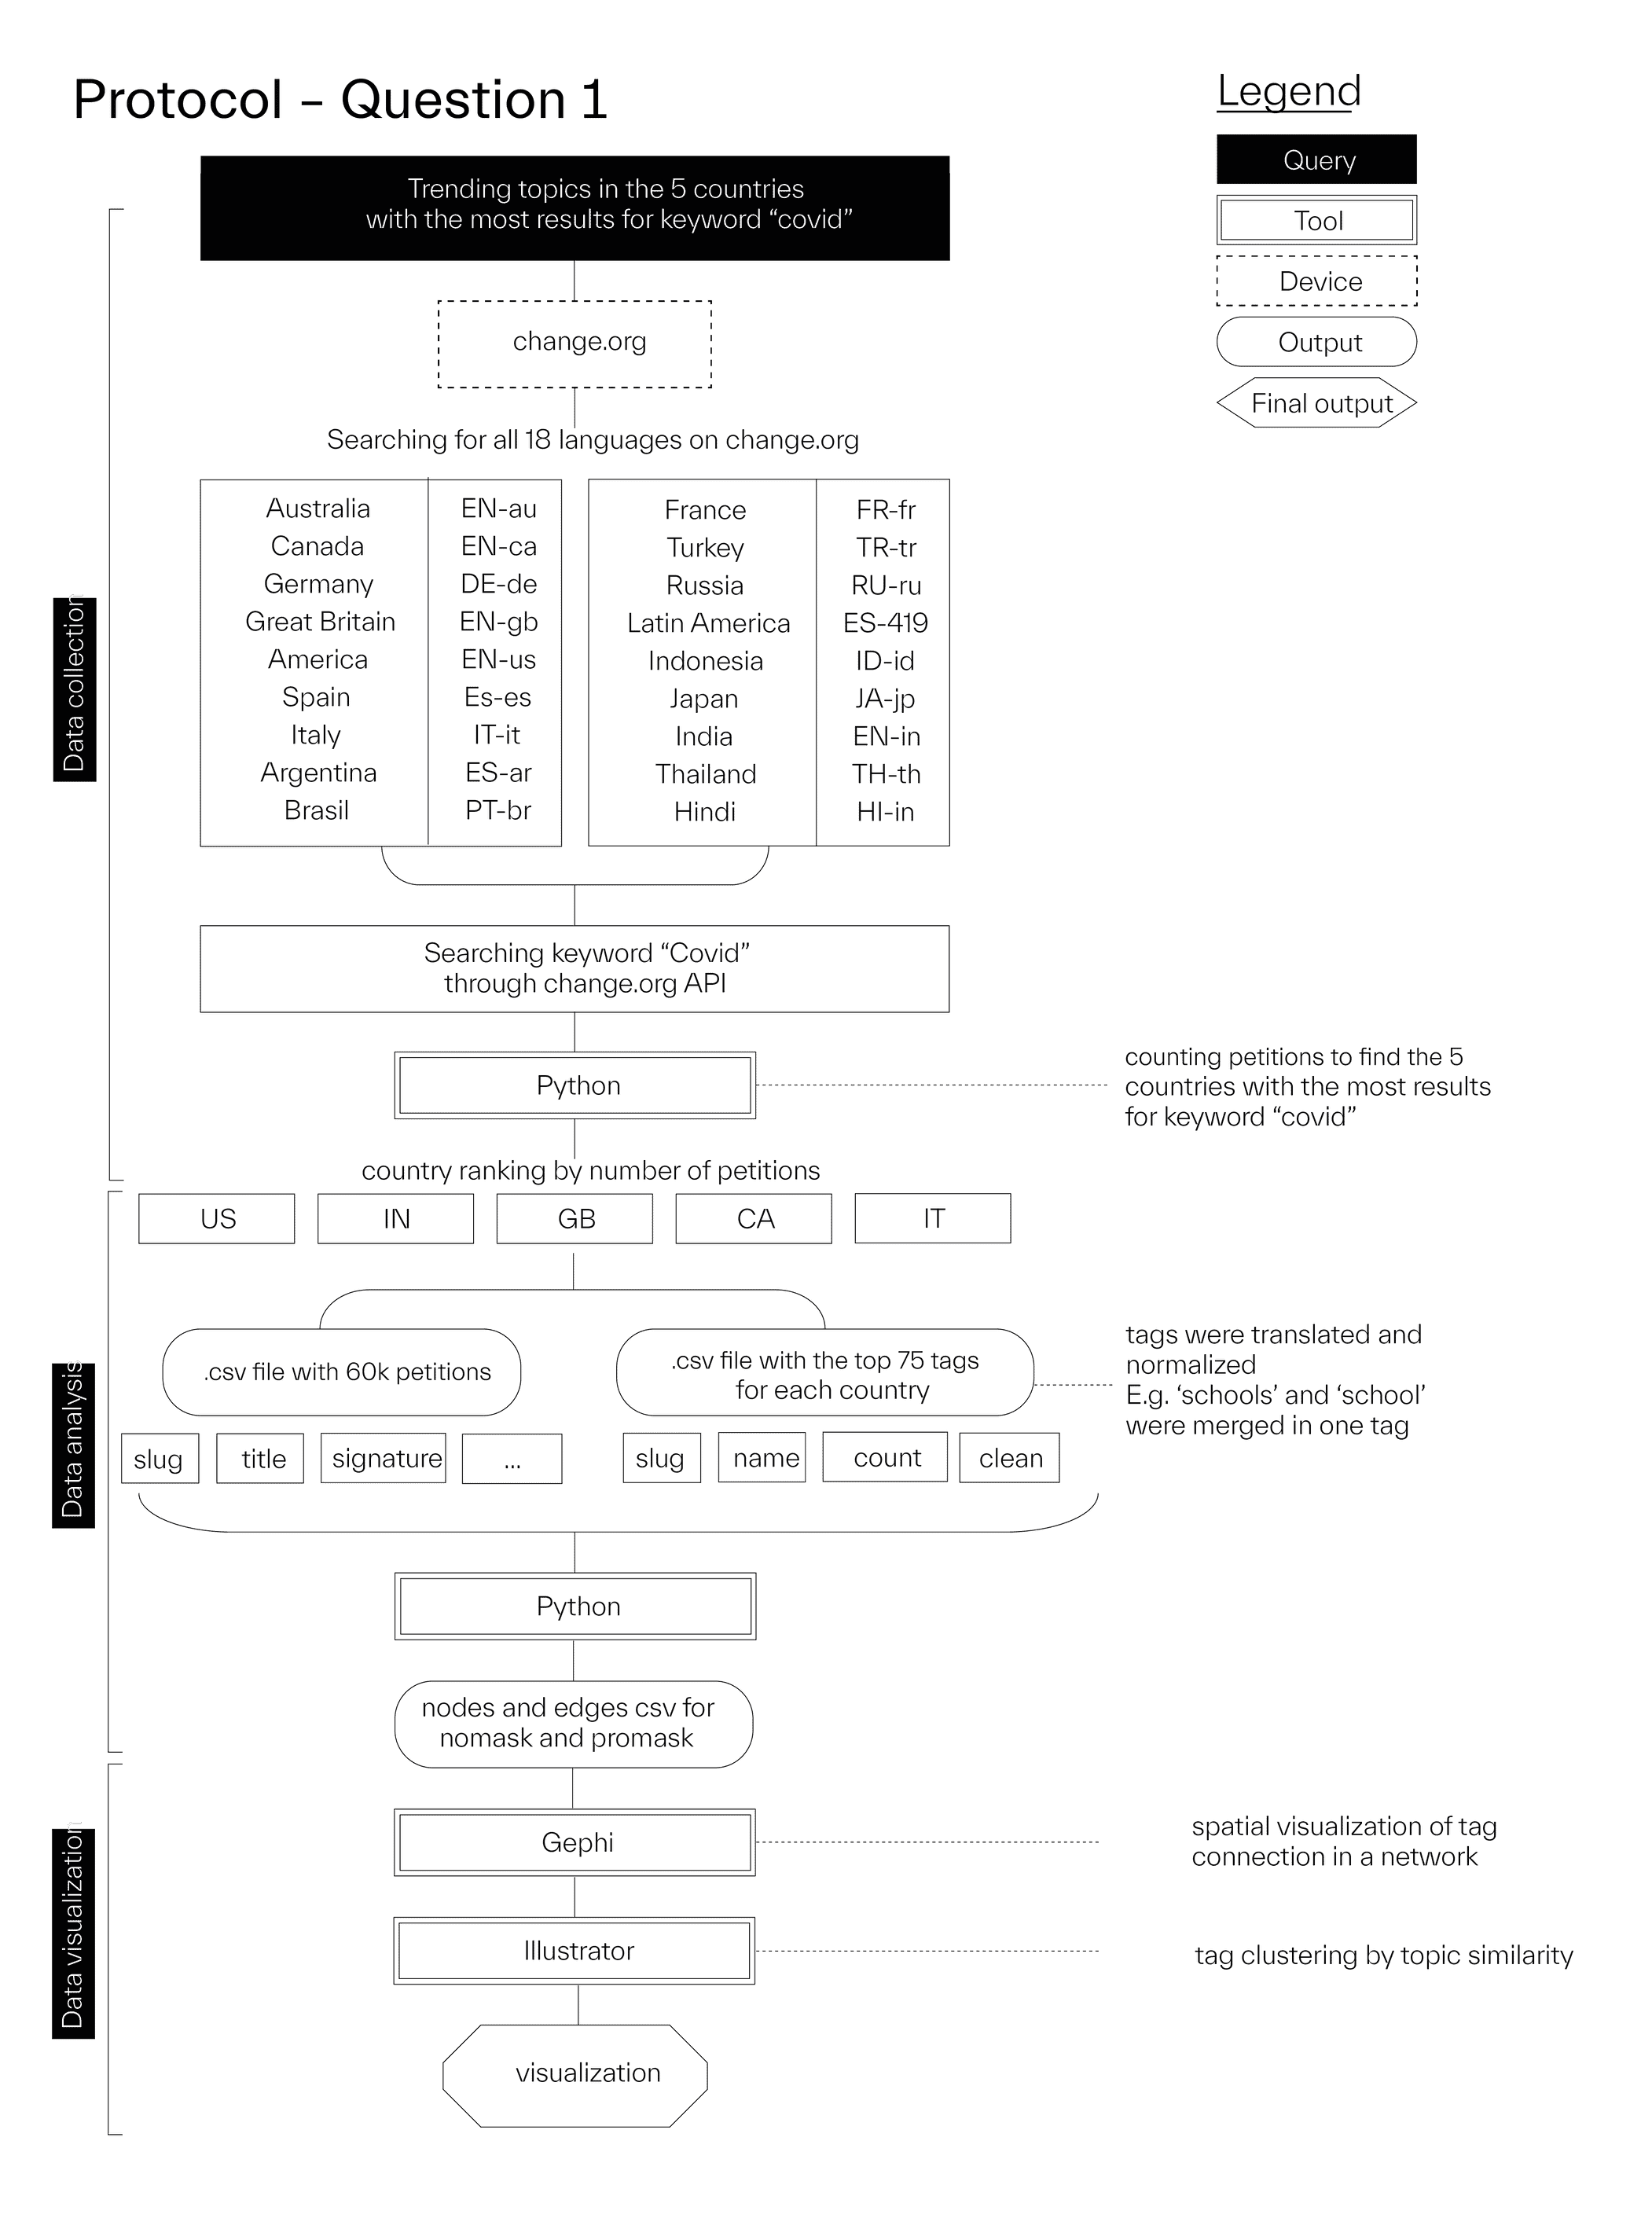 Protocol – Question 1
Legend
Query
Tool
Device
Output
Final output
Data collection
Trending topics in the 5 countries
with the most results for keyword “covid”
change.org
Searching for all 18 languages on change.org
Australia EN-au
Canada EN-ca
Germany DE-de
Great Britain EN-gb
America EN-us
Spain Es-es
Italy IT-it
Argentina ES-ar
Brasil PT-br
France FR-fr
Turkey TR-tr
Russia RU-ru
Latin America ES-419
Indonesia ID-id
Japan JA-jp
India EN-in
Thailand TH-th
Hindi HI-in
Searching keyword “Covid”
through change.org API
Python
counting petitions to find the 5
countries with the most results
for keyword “covid”
country ranking by number of petitions
Data analysis
US IN GB CA IT
.csv file with 60k petitions
.csv file with the top 75 tags
for each country
tags were translated and
normalized
E.g. ‘schools’ and ‘school’
were merged in one tag
slug title signature ...
slug name count clean
Python
nodes and edges csv for
nomask and promask
Data visualization
Gephi
spatial visualization of tag
connection in a network
Illustrator
tag clustering by topic similarity
visualization